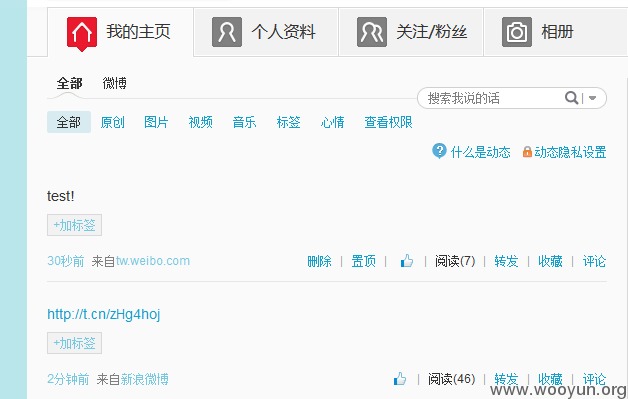 我的主页 个人资料 关注/粉丝 相册
全部 微博
搜索我说的话
全部 原创 图片 视频 音乐 标签 心情 查看权限
什么是动态 动态隐私设置
test!
+加标签
30秒前 来自tw.weibo.com 删除 | 置顶 | | 阅读(7) | 转发 | 收藏 | 评论
http://t.cn/zHg4hoj
+加标签
2分钟前 来自新浪微博 | 阅读(46) | 转发 | 收藏 | 评论
www.wooyun.org